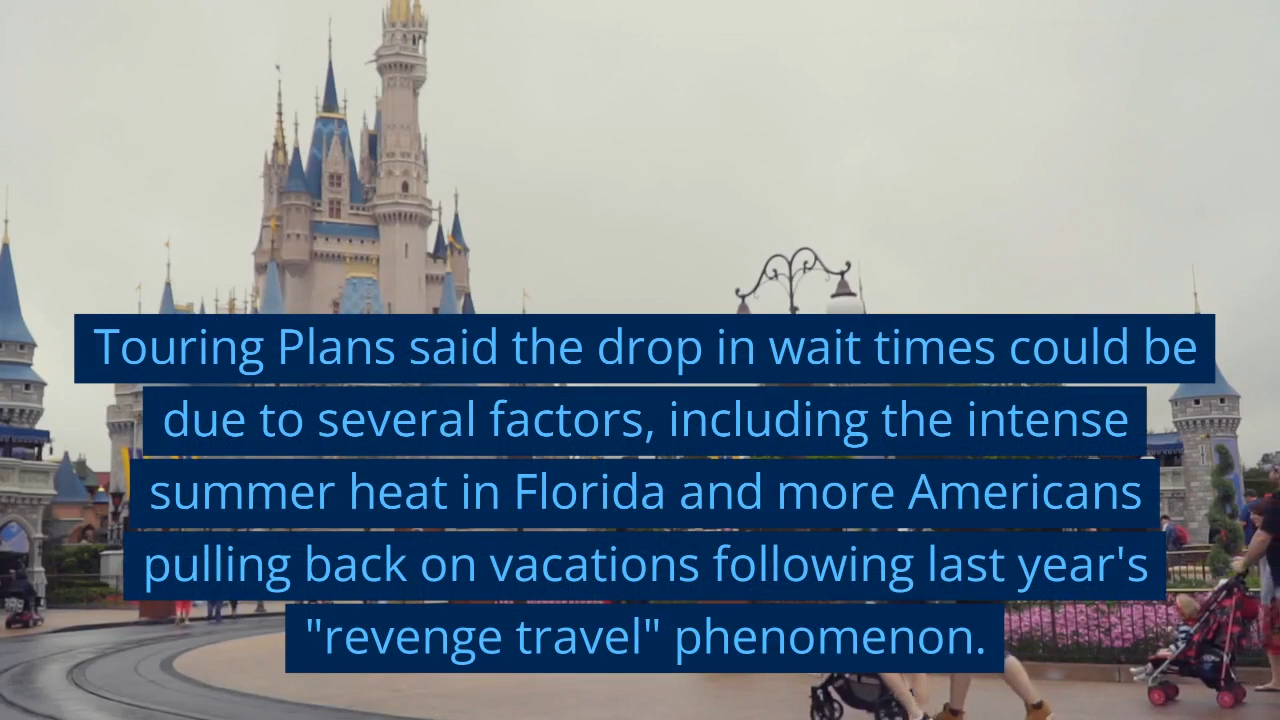 Touring Plans said the drop in wait times could be
due to several factors, including the intense
summer heat in Florida and more Americans
pulling back on vacations following last year's
"revenge travel" phenomenon.